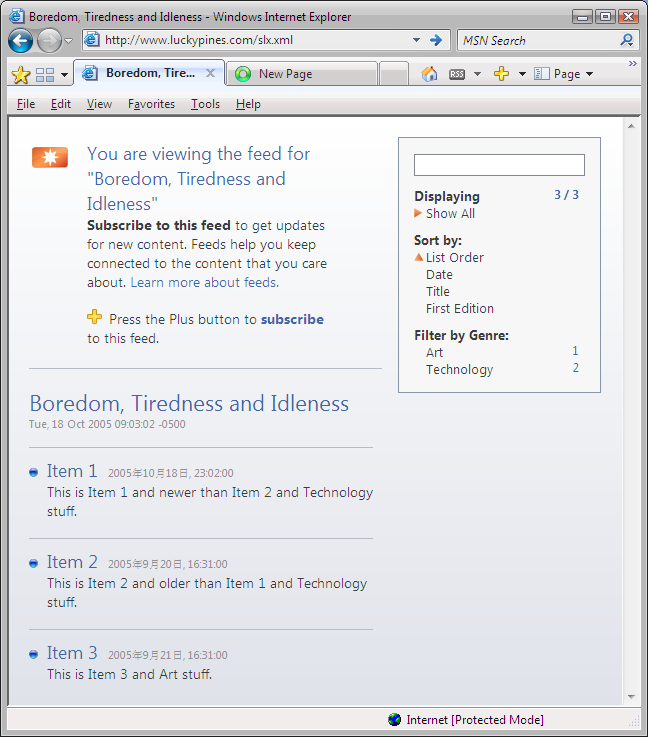 Boredom, Tiredness and Idleness - Windows Internet Explorer
http://www.luckypines.com/slx.xml
MSN Search
Boredom, Tire...
New Page
RSS
Page
»
File Edit View Favorites Tools Help
You are viewing the feed for
"Boredom, Tiredness and
Idleness"
Subscribe to this feed to get updates
for new content. Feeds help you keep
connected to the content that you care
about. Learn more about feeds.
Press the Plus button to subscribe
to this feed.
Displaying 3 / 3
Show All
Sort by:
List Order
Date
Title
First Edition
Filter by Genre:
Art 1
Technology 2
Boredom, Tiredness and Idleness
Tue, 18 Oct 2005 09:03:02 -0500
Item 1 2005年10月18日, 23:02:00
This is Item 1 and newer than Item 2 and Technology
stuff.
Item 2 2005年9月20日, 16:31:00
This is Item 2 and older than Item 1 and Technology
stuff.
Item 3 2005年9月21日, 16:31:00
This is Item 3 and Art stuff.
Internet [Protected Mode]